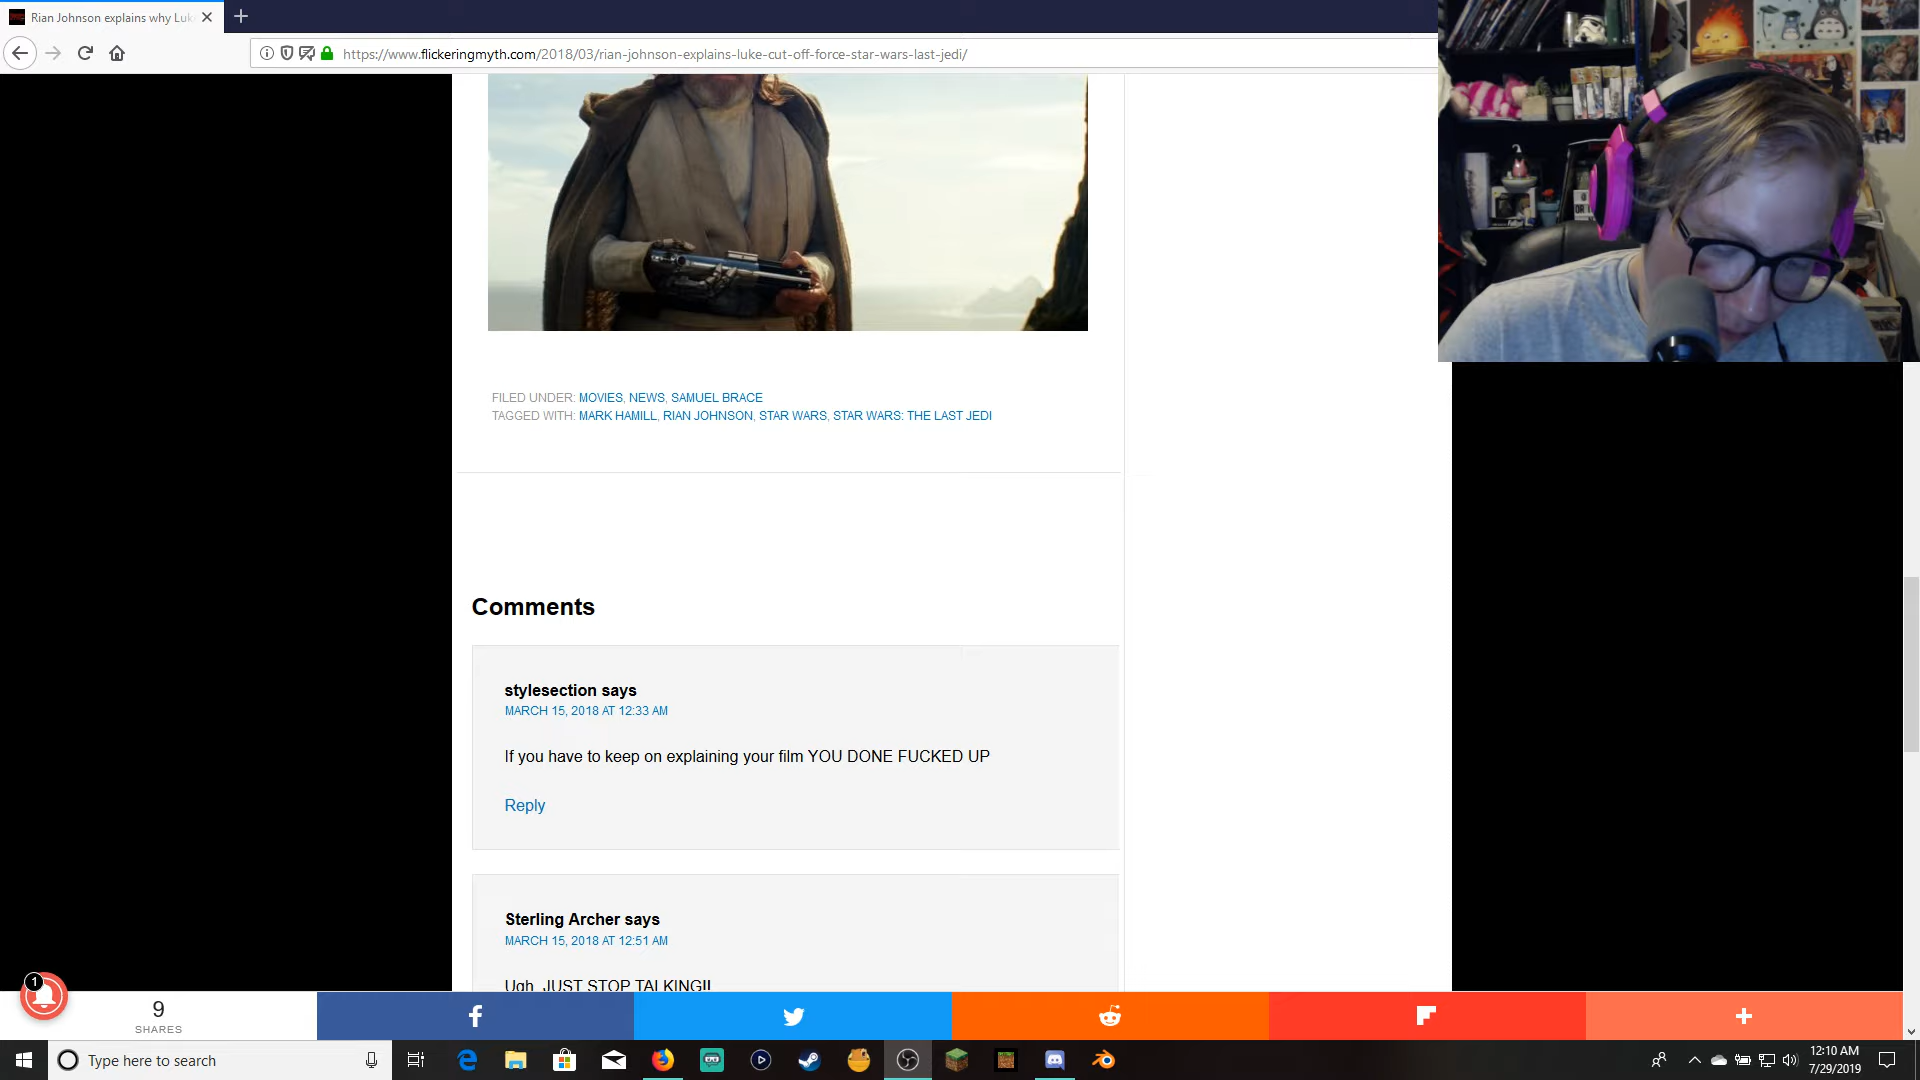 Rian Johnson explains why Luk
https://www.flickeringmyth.com/2018/03/rian-johnson-explains-luke-cut-off-force-star-wars-last-jedi/
FILED UNDER: MOVIES, NEWS, SAMUEL BRACE
TAGGED WITH: MARK HAMILL, RIAN JOHNSON, STAR WARS, STAR WARS: THE LAST JEDI
Comments
stylesection says
MARCH 15, 2018 AT 12:33 AM
If you have to keep on explaining your film YOU DONE FUCKED UP
Reply
Sterling Archer says
MARCH 15, 2018 AT 12:51 AM
Ugh, JUST STOP TALKING!!
1
9
SHARES
Type here to search
12:10 AM
7/29/2019